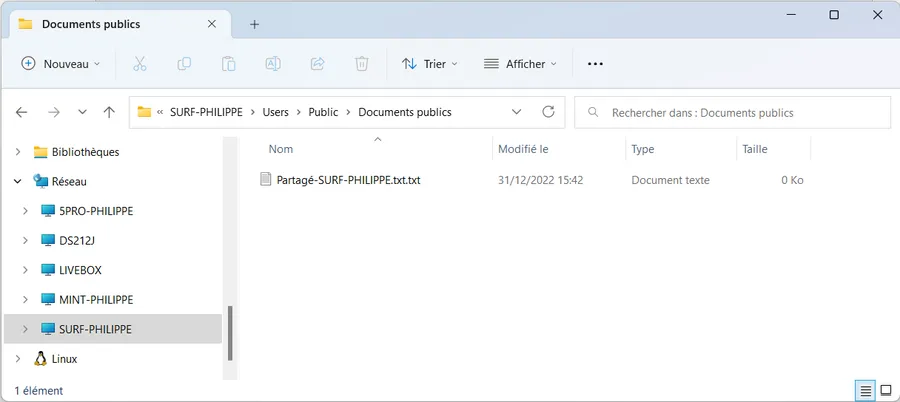 Documents publics
Nouveau
Trier
Afficher
« SURF-PHILIPPE > Users > Public > Documents publics
Rechercher dans : Documents publics
Bibliothèques
Réseau
5PRO-PHILIPPE
DS212J
LIVEBOX
MINT-PHILIPPE
SURF-PHILIPPE
Linux
Nom Modifié le Type Taille
Partagé-SURF-PHILIPPE.txt.txt 31/12/2022 15:42 Document texte 0 Ko
1 élément